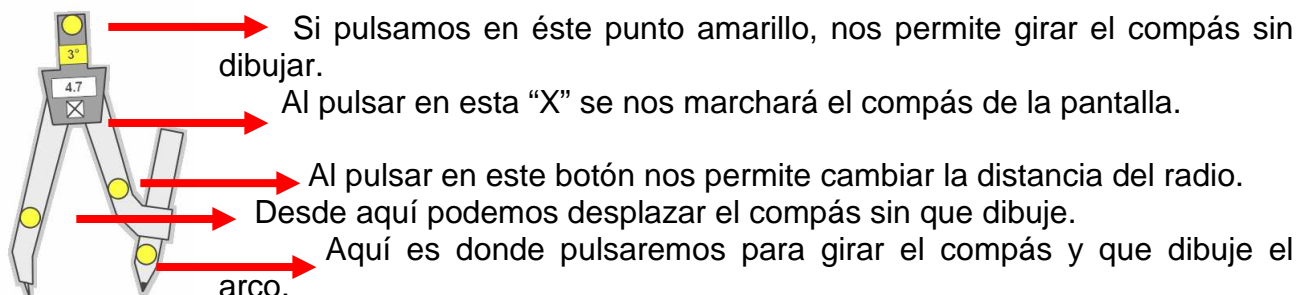 Si pulsamos en éste punto amarillo, nos permite girar el compás sin
dibujar.
3°
4.7
Al pulsar en esta “X” se nos marchará el compás de la pantalla.
Al pulsar en este botón nos permite cambiar la distancia del radio.
Desde aquí podemos desplazar el compás sin que dibuje.
Aquí es donde pulsaremos para girar el compás y que dibuje el
arco.